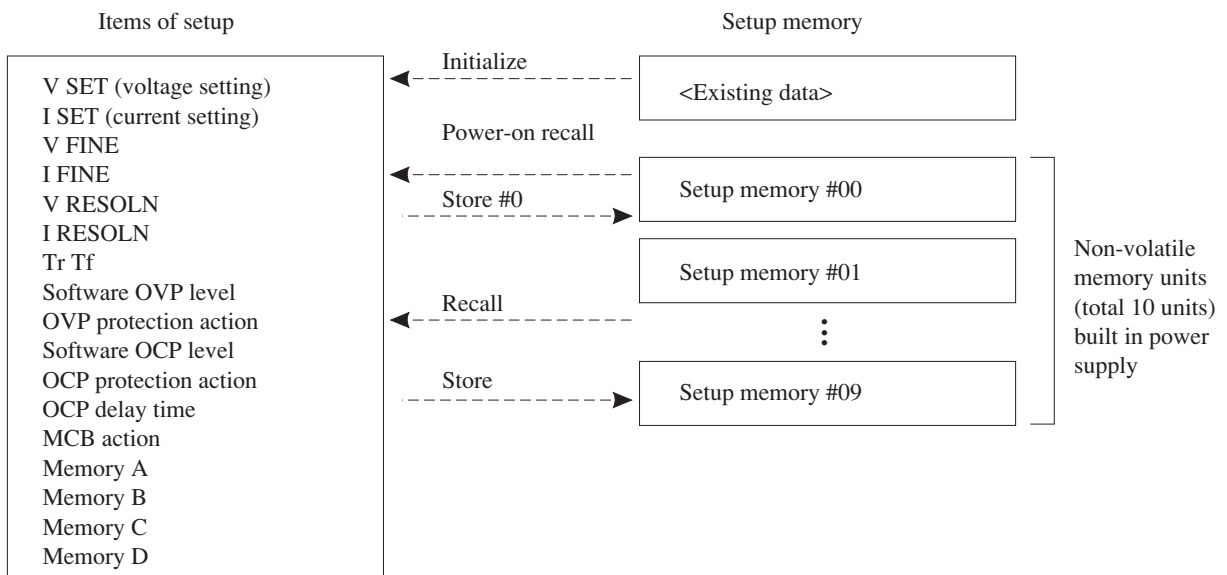 Items of setup
Setup memory
V SET (voltage setting)
I SET (current setting)
V FINE
I FINE
V RESOLN
I RESOLN
Tr Tf
Software OVP level
OVP protection action
Software OCP level
OCP protection action
OCP delay time
MCB action
Memory A
Memory B
Memory C
Memory D
Initialize
Power-on recall
Store #0
Recall
Store
<Existing data>
Setup memory #00
Setup memory #01
Setup memory #09
Non-volatile
memory units
(total 10 units)
built in power
supply